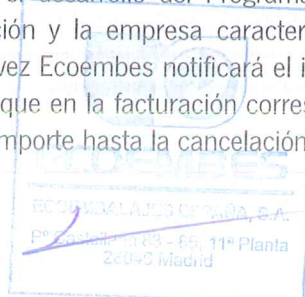 el desarrollo del Programa
ción y la empresa caracter
vez Ecoembes notificará el i
que en la facturación corres
mporte hasta la cancelación
ECOEMBES
ECOEMBALAJES ESPAÑA, S.A.
Pº Castellana 83 - 85, 11ª Planta
28046 Madrid